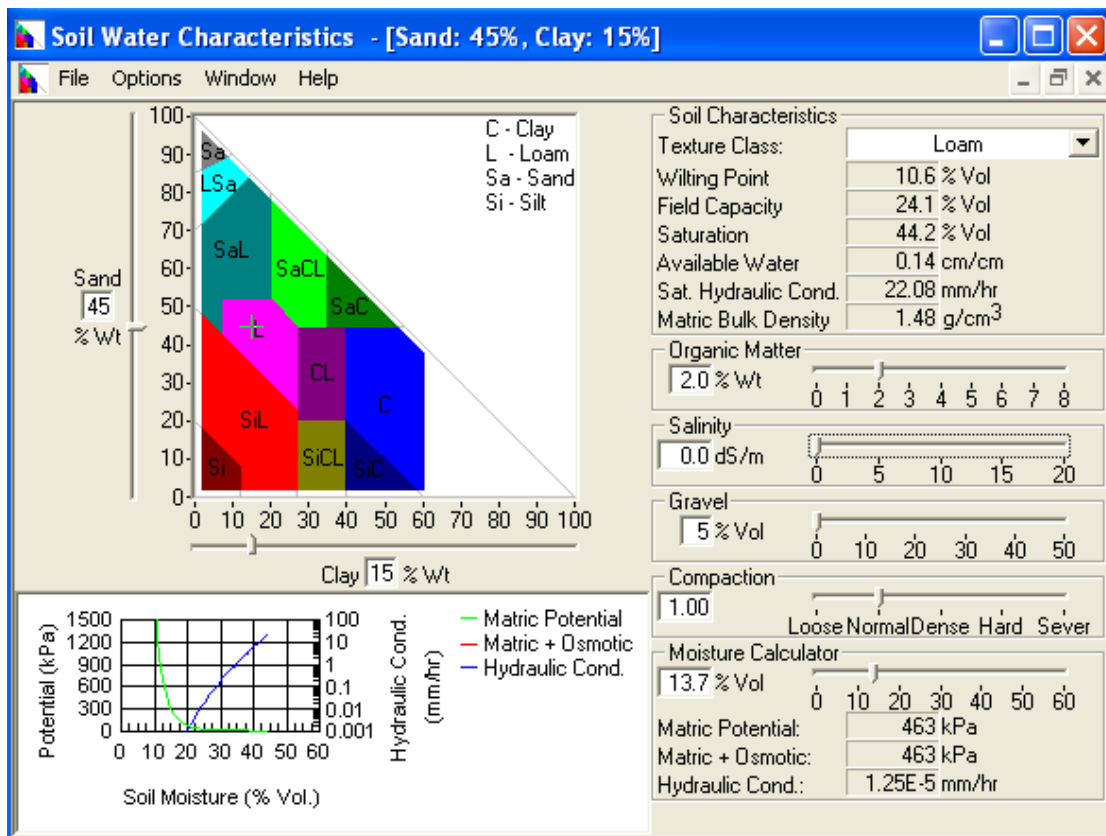 Soil Water Characteristics - [Sand: 45%, Clay: 15%]
File Options Window Help
Sand
45
% Wt
100
90
80
70
60
50
40
30
20
10
0
C - Clay
L - Loam
Sa - Sand
Si - Silt
Sa
LSa
SaL
SaCL
SaC
L
CL
C
SiL
SiCL
SiC
Si
0 10 20 30 40 50 60 70 80 90 100
Clay 15 % Wt
Potential (kPa)
1500
1200
900
600
300
0
0 10 20 30 40 50 60
100
10
1
0.1
0.01
0.001
Hydraulic Cond.
(mm/hr)
Soil Moisture (% Vol.)
Matric Potential
Matric + Osmotic
Hydraulic Cond.
Soil Characteristics
Texture Class: Loam
Wilting Point 10.6 % Vol
Field Capacity 24.1 % Vol
Saturation 44.2 % Vol
Available Water 0.14 cm/cm
Sat. Hydraulic Cond. 22.08 mm/hr
Matric Bulk Density 1.48 g/cm3
Organic Matter
2.0 % Wt
0 1 2 3 4 5 6 7 8
Salinity
0.0 dS/m
0 5 10 15 20
Gravel
5 % Vol
0 10 20 30 40 50
Compaction
1.00
Loose Normal Dense Hard Sever
Moisture Calculator
13.7 % Vol
0 10 20 30 40 50 60
Matric Potential: 463 kPa
Matric + Osmotic: 463 kPa
Hydraulic Cond.: 1.25E-5 mm/hr